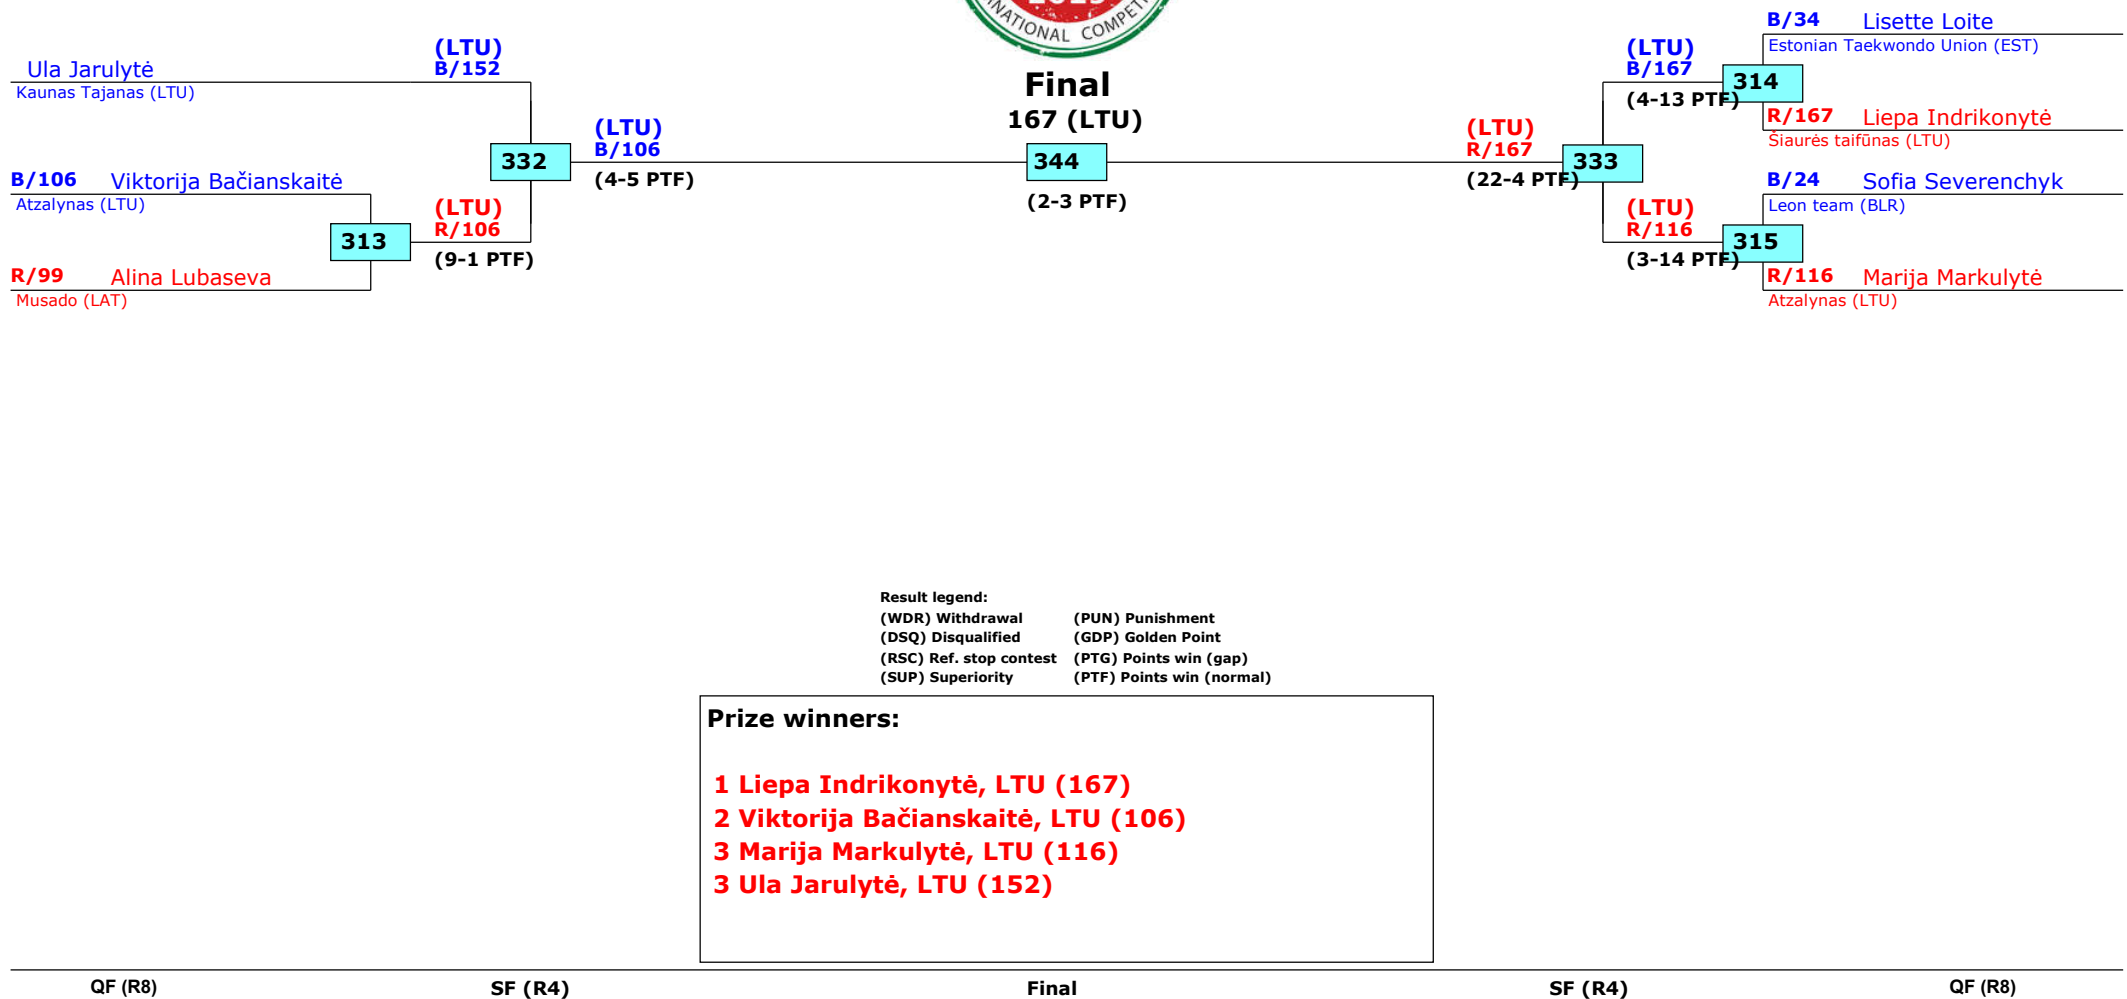 NATIONAL COMPET
B/34 Lisette Loite
Estonian Taekwondo Union (EST)
(LTU)
B/152
Ula Jarulytė
Kaunas Tajanas (LTU)
Final
167 (LTU)
(LTU)
B/167
314
(4-13 PTF)
R/167 Liepa Indrikonytė
Šiaurės taifūnas (LTU)
(LTU)
B/106
332
(4-5 PTF)
344
(2-3 PTF)
(LTU)
R/167
333
(22-4 PTF)
B/106 Viktorija Bačianskaitė
Atzalynas (LTU)
B/24 Sofia Severenchyk
Leon team (BLR)
(LTU)
R/106
313
(9-1 PTF)
(LTU)
R/116
315
(3-14 PTF)
R/99 Alina Lubaseva
Musado (LAT)
R/116 Marija Markulytė
Atzalynas (LTU)
Result legend:
(WDR) Withdrawal (PUN) Punishment
(DSQ) Disqualified (GDP) Golden Point
(RSC) Ref. stop contest (PTG) Points win (gap)
(SUP) Superiority (PTF) Points win (normal)
Prize winners:
1 Liepa Indrikonytė, LTU (167)
2 Viktorija Bačianskaitė, LTU (106)
3 Marija Markulytė, LTU (116)
3 Ula Jarulytė, LTU (152)
QF (R8) SF (R4) Final SF (R4) QF (R8)